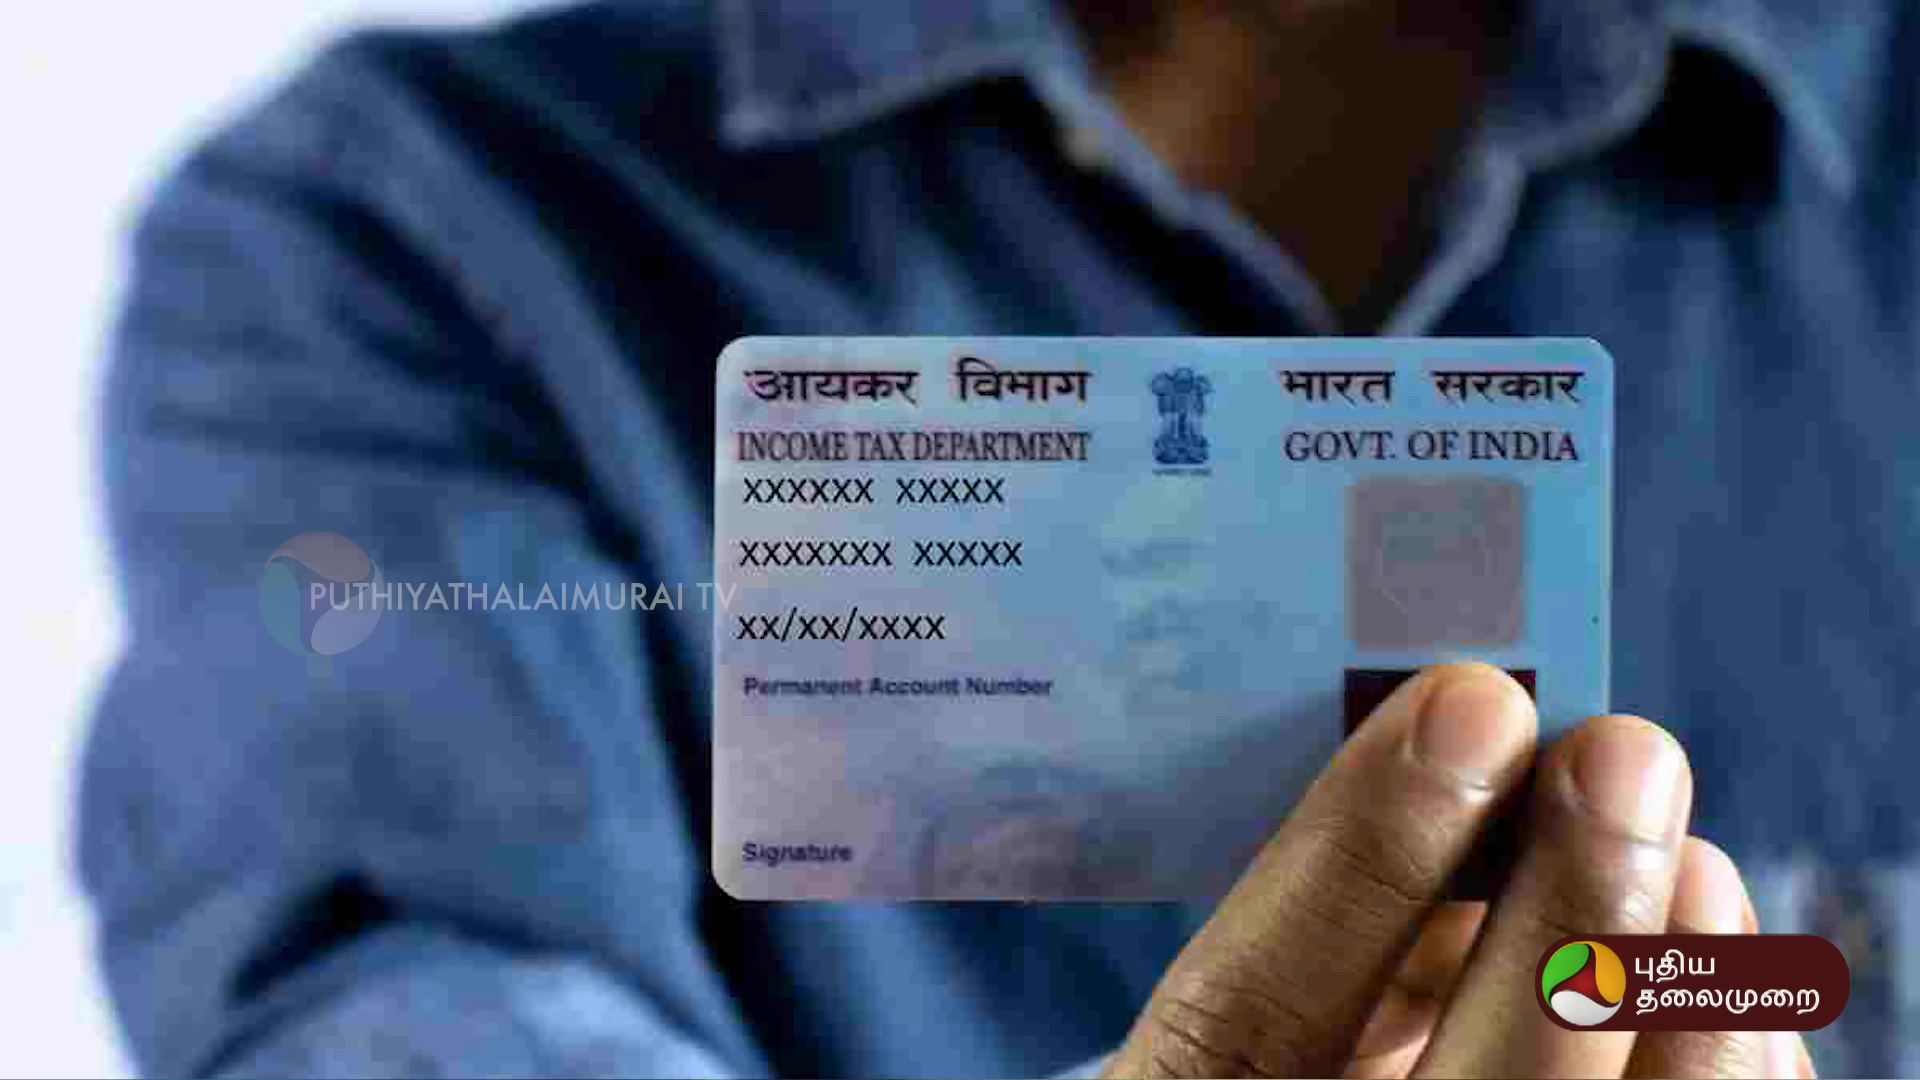 आयकर विभाग
भारत सरकार
INCOME TAX DEPARTMENT
GOVT. OF INDIA
XXXXXX XXXXX
XXXXXXX XXXXX
XX/XX/XXXX
Permanent Account Number
Signature
PUTHIYATHALAIMURAI TV
புதிய
தலைமுறை